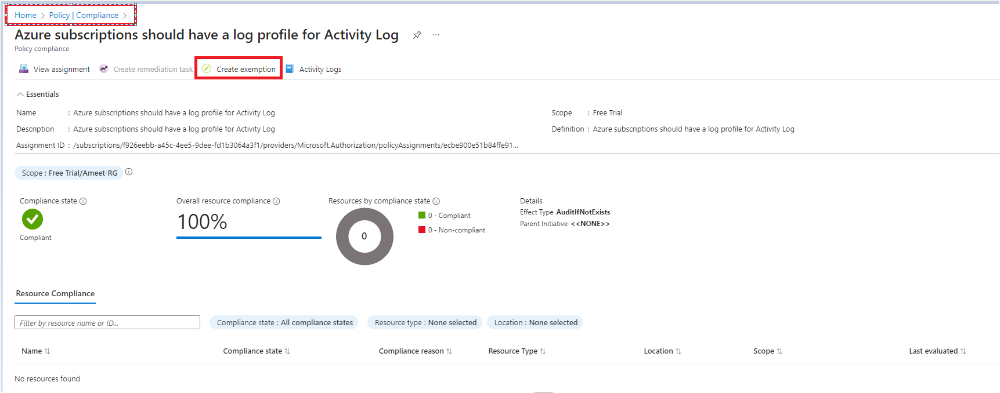 Home > Policy | Compliance >
Azure subscriptions should have a log profile for Activity Log ...
Policy compliance
View assignment Create remediation task Create exemption Activity Logs
Essentials
Name : Azure subscriptions should have a log profile for Activity Log Scope : Free Trial
Description : Azure subscriptions should have a log profile for Activity Log Definition : Azure subscriptions should have a log profile for Activity Log
Assignment ID : /subscriptions/f926eebb-a45c-4ee5-9dee-fd1b3064a3f1/providers/Microsoft.Authorization/policyAssignments/ecbe900e51b84ffe91...
Scope : Free Trial/Ameet-RG
Compliance state Overall resource compliance Resources by compliance state Details
Effect Type AuditIfNotExists
0 - Compliant
100%
Parent Initiative <<NONE>>
0 - Non-compliant
0
Compliant
Resource Compliance
Filter by resource name or ID...
Compliance state : All compliance states Resource type : None selected Location : None selected
Name Compliance state Compliance reason Resource Type Location Scope Last evaluated
No resources found